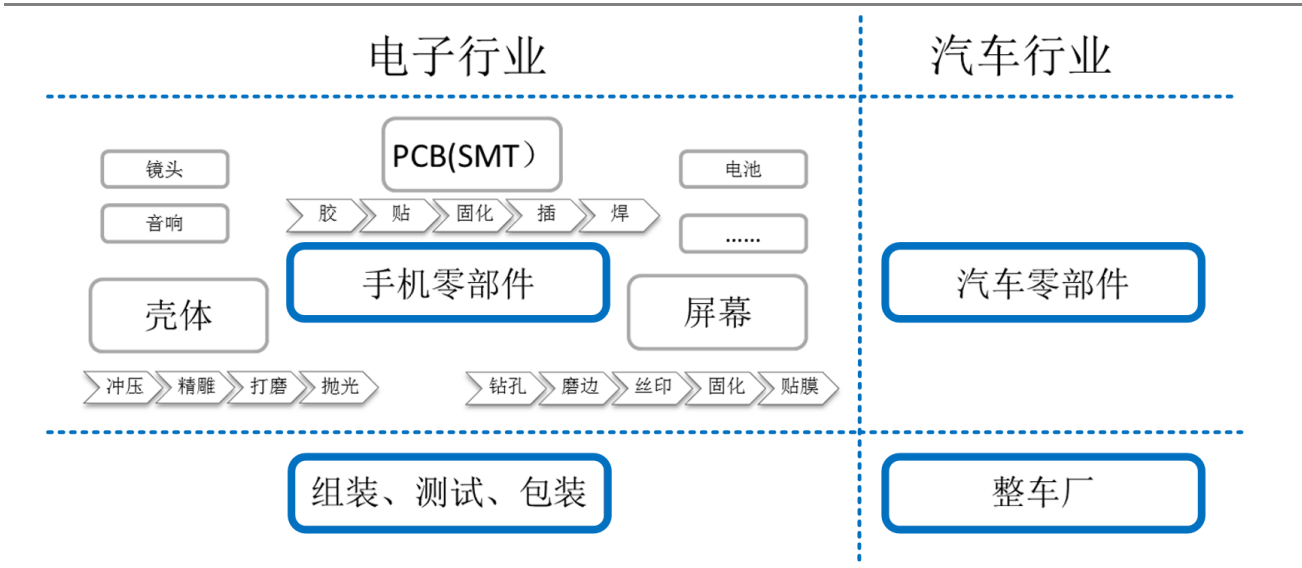 电子行业
汽车行业
PCB(SMT）
镜头
电池
音响
胶 贴 固化 插 焊
……
手机零部件
汽车零部件
壳体
屏幕
冲压 精雕 打磨 抛光
钻孔 磨边 丝印 固化 贴膜
组装、测试、包装
整车厂